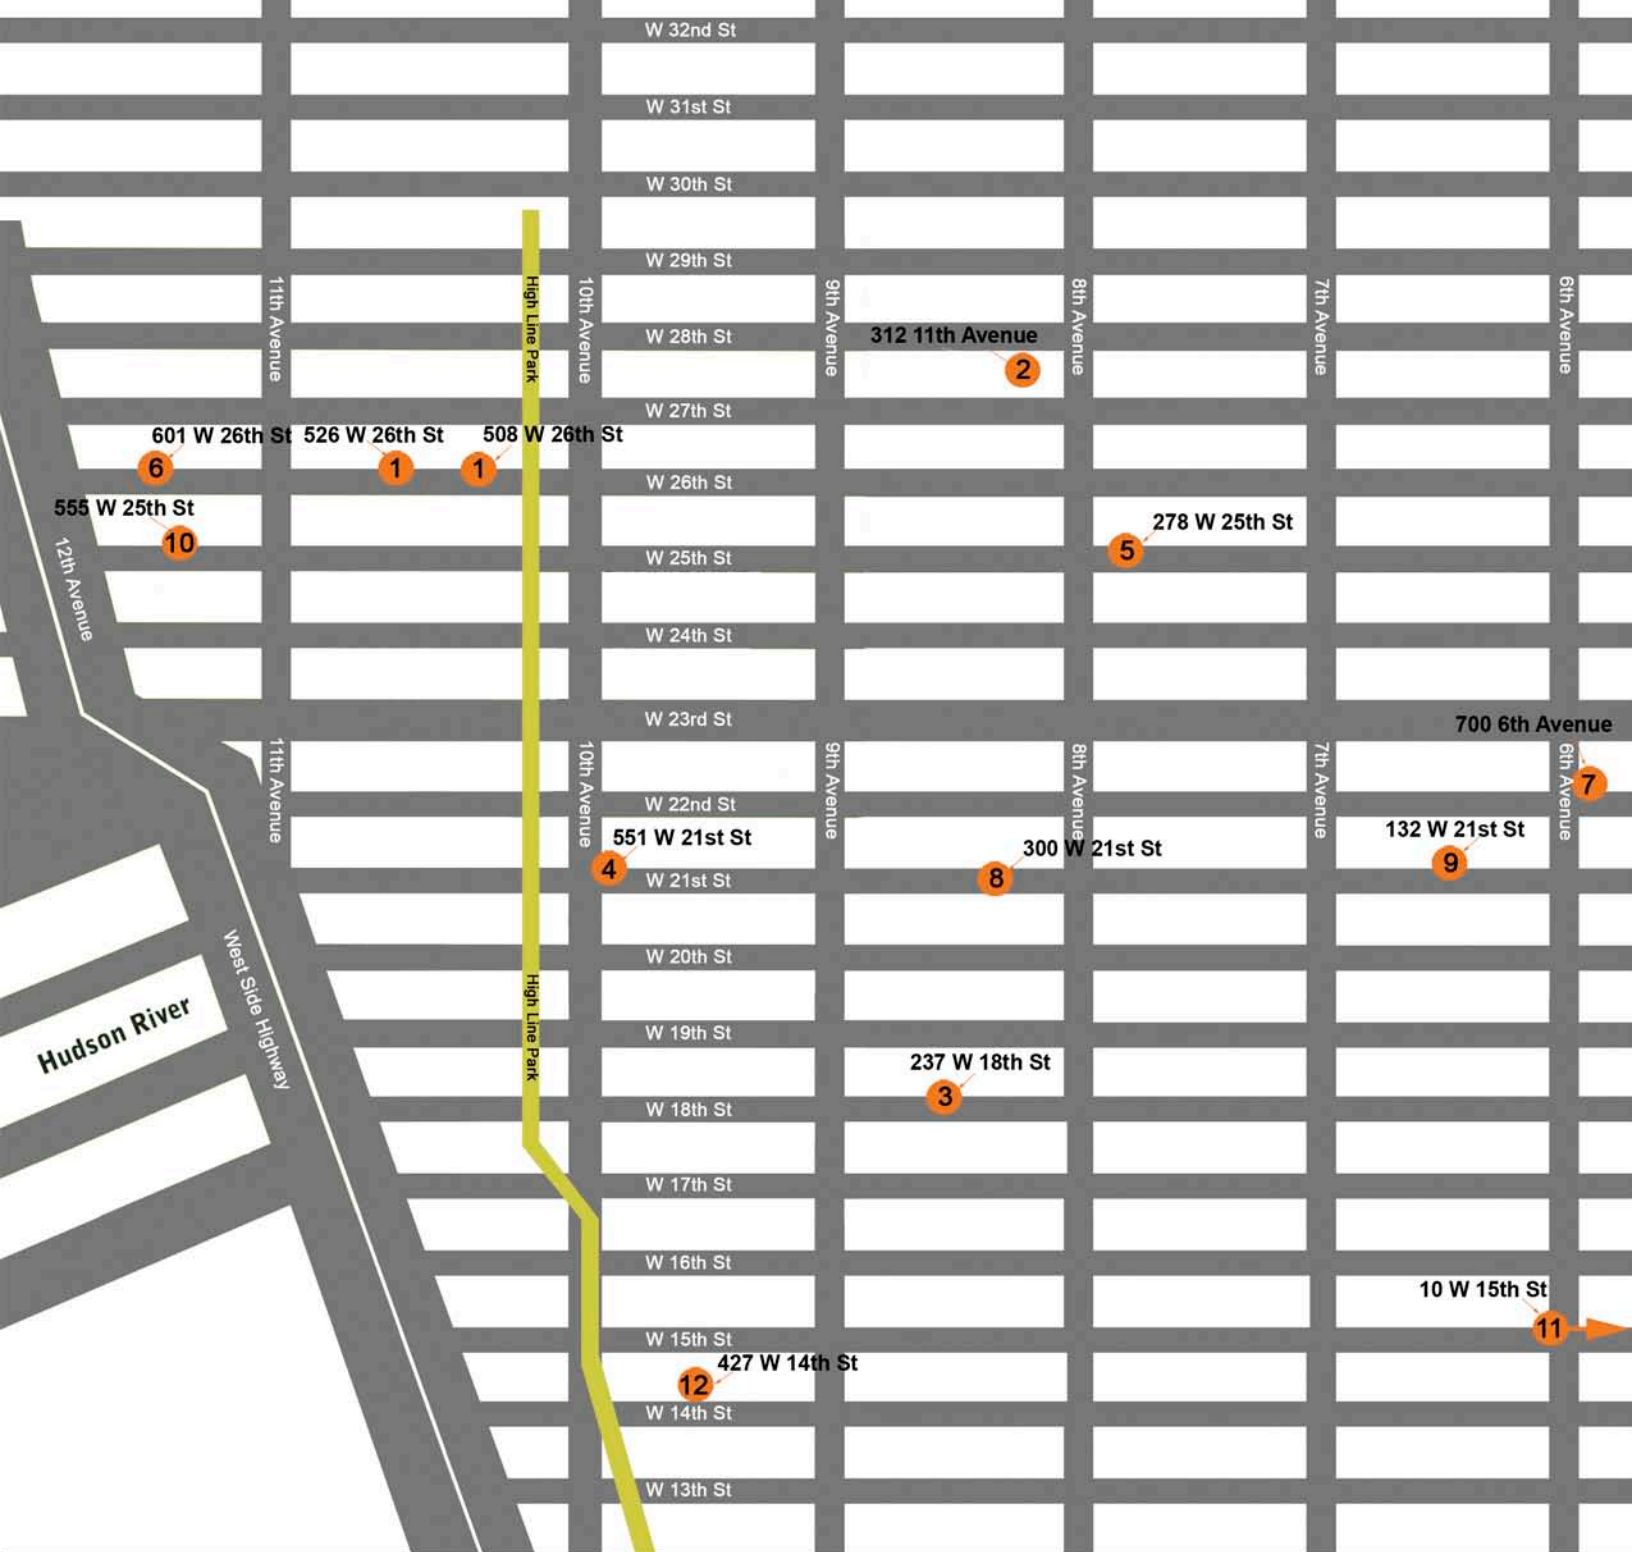 W 32nd St
W 31st St
W 30th St
W 29th St
11th Avenue
High Line Park
10th Avenue
9th Avenue
8th Avenue
7th Avenue
6th Avenue
W 28th St
312 11th Avenue
2
W 27th St
601 W 26th St
526 W 26th St
508 W 26th St
6
1
1
W 26th St
555 W 25th St
10
278 W 25th St
5
W 25th St
12th Avenue
W 24th St
W 23rd St
700 6th Avenue
7
11th Avenue
10th Avenue
9th Avenue
8th Avenue
7th Avenue
6th Avenue
W 22nd St
551 W 21st St
4
300 W 21st St
8
132 W 21st St
9
W 21st St
W 20th St
West Side Highway
Hudson River
High Line Park
W 19th St
237 W 18th St
3
W 18th St
W 17th St
W 16th St
10 W 15th St
11
W 15th St
427 W 14th St
12
W 14th St
W 13th St